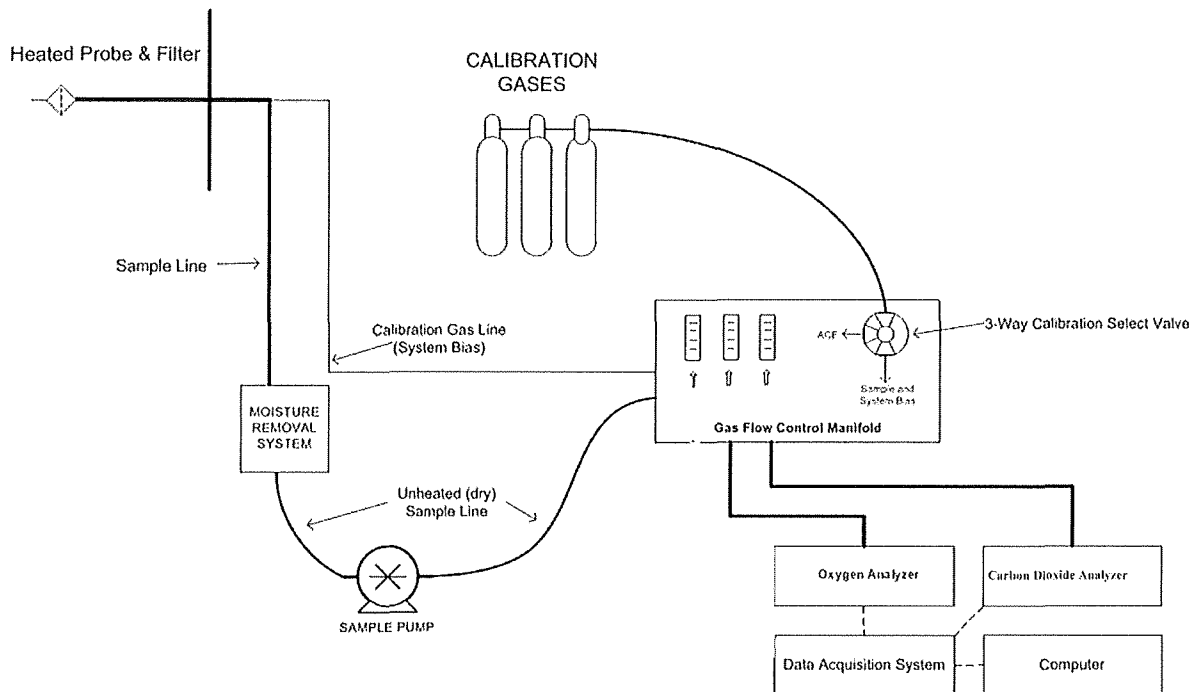 Heated Probe & Filter
CALIBRATION
GASES
Sample Line
Calibration Gas Line
(System Bias)
3-Way Calibration Select Valve
Sample and
System Bias
MOISTURE
REMOVAL
SYSTEM
Gas Flow Control Manifold
Unheated (dry)
Sample Line
Oxygen Analyzer
Carbon Dioxide Analyzer
SAMPLE PUMP
Data Acquisition System
Computer